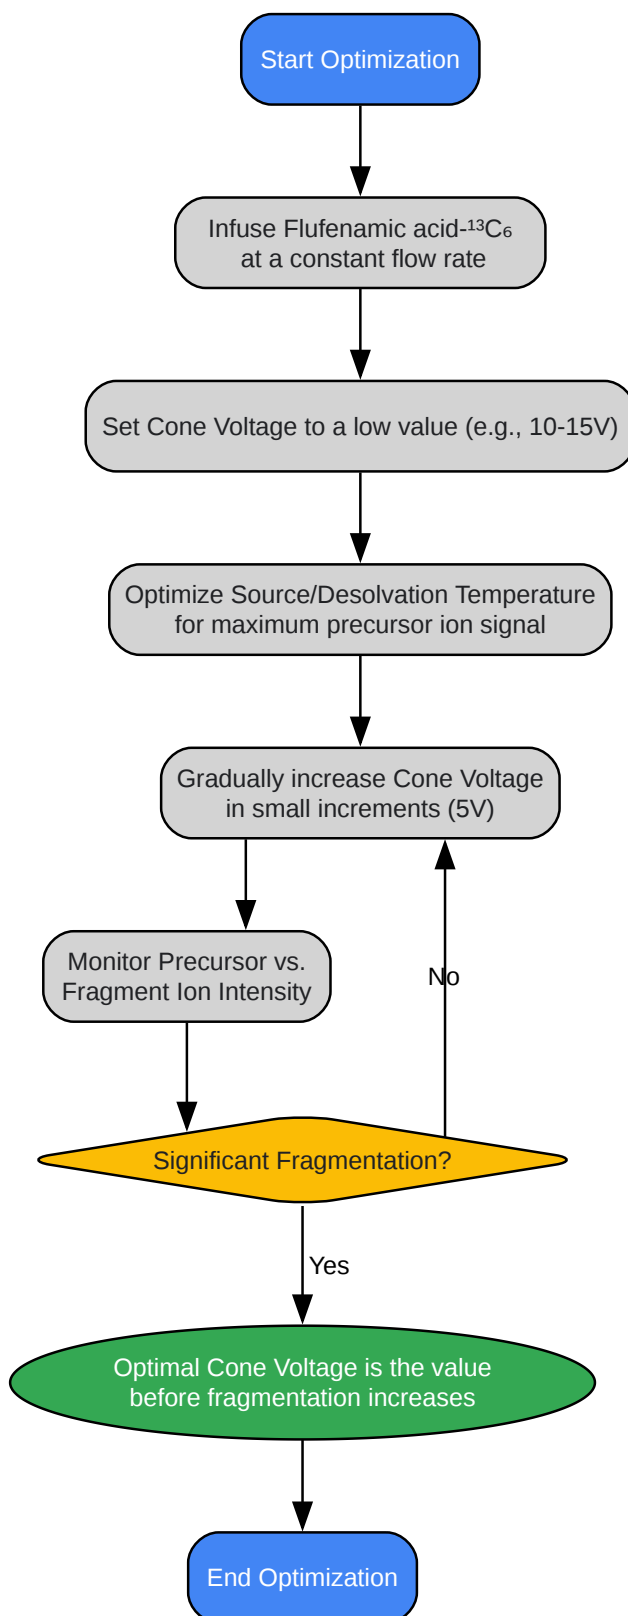 Start Optimization
Infuse Flufenamic acid-¹³C₆
at a constant flow rate
Set Cone Voltage to a low value (e.g., 10-15V)
Optimize Source/Desolvation Temperature
for maximum precursor ion signal
Gradually increase Cone Voltage
in small increments (5V)
Monitor Precursor vs.
Fragment Ion Intensity
No
Significant Fragmentation?
Yes
Optimal Cone Voltage is the value
before fragmentation increases
End Optimization